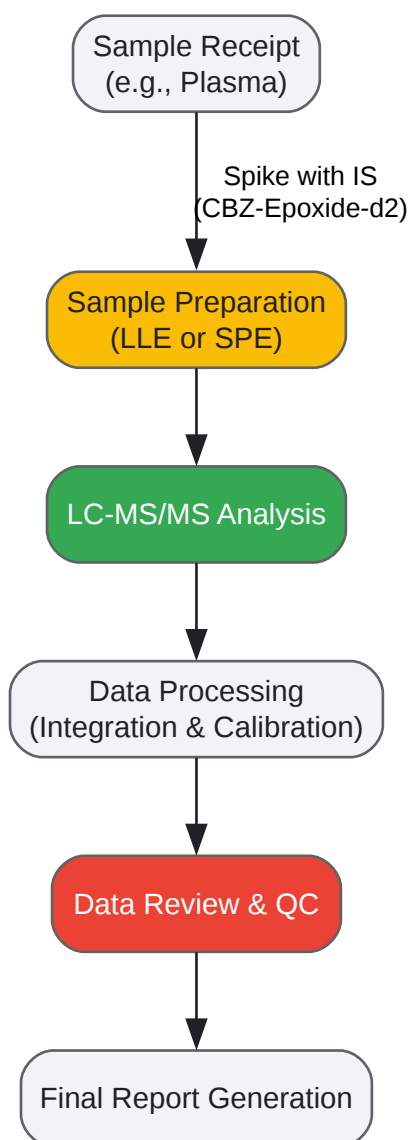 Sample Receipt
(e.g., Plasma)
Spike with IS
(CBZ-Epoxide-d2)
Sample Preparation
(LLE or SPE)
LC-MS/MS Analysis
Data Processing
(Integration & Calibration)
Data Review & QC
Final Report Generation